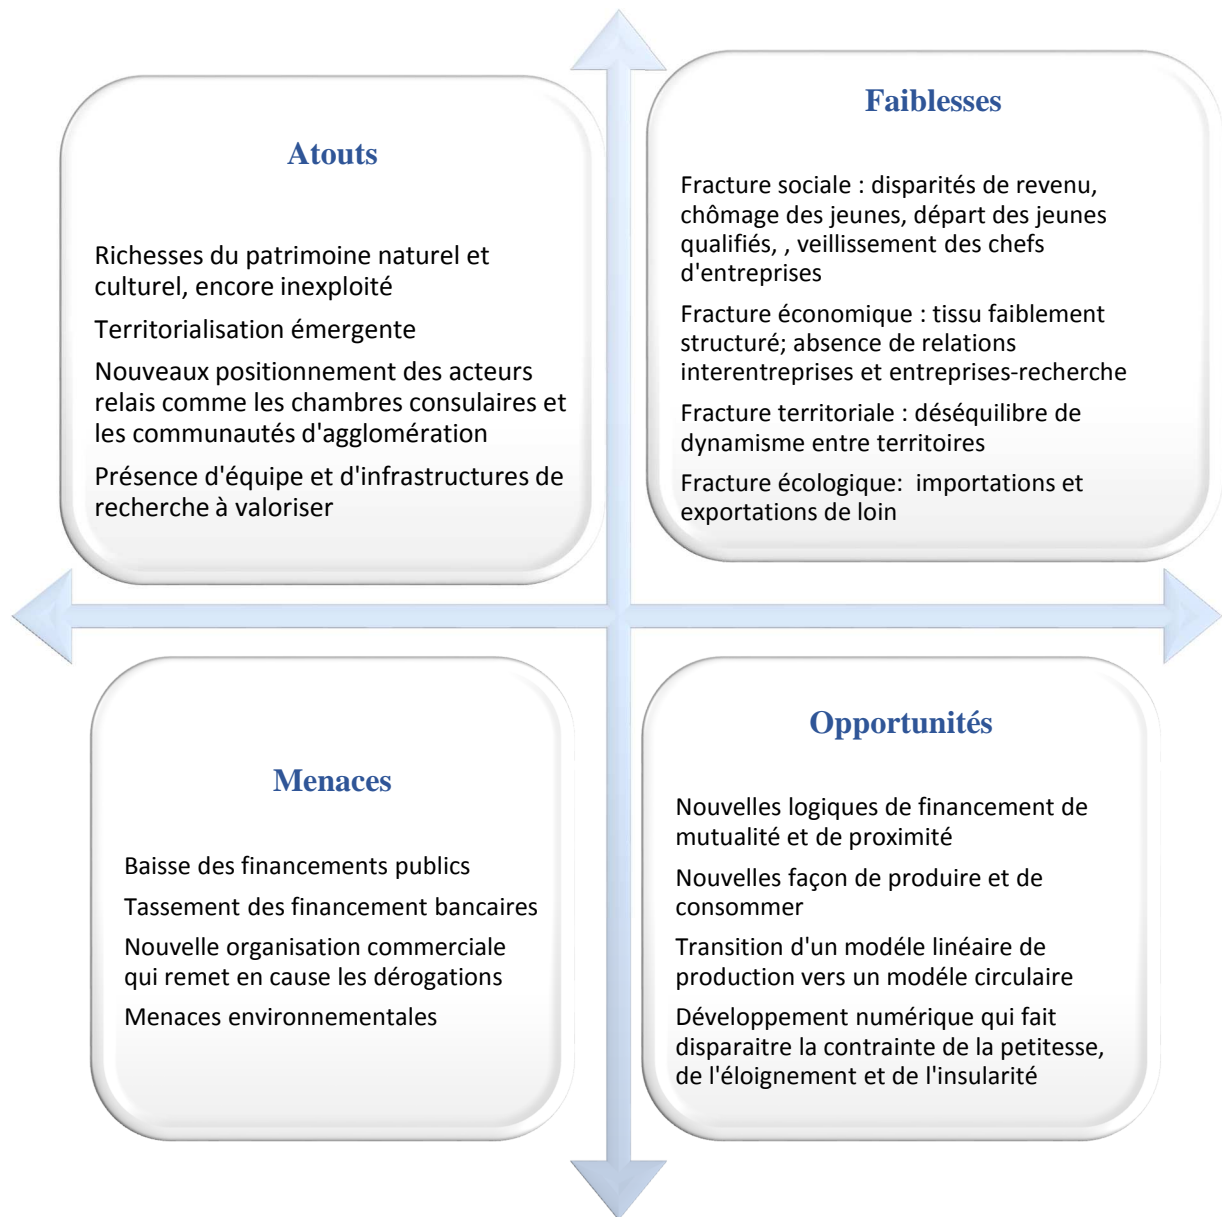 Atouts
Richesses du patrimoine naturel et
culturel, encore inexploité
Territorialisation émergente
Nouveaux positionnement des acteurs
relais comme les chambres consulaires et
les communautés d'agglomération
Présence d'équipe et d'infrastructures de
recherche à valoriser
Faiblesses
Fracture sociale : disparités de revenu,
chômage des jeunes, départ des jeunes
qualifiés, , veillissement des chefs
d'entreprises
Fracture économique : tissu faiblement
structuré; absence de relations
interentreprises et entreprises-recherche
Fracture territoriale : déséquilibre de
dynamisme entre territoires
Fracture écologique:  importations et
exportations de loin
Menaces
Baisse des financements publics
Tassement des financement bancaires
Nouvelle organisation commerciale
qui remet en cause les dérogations
Menaces environnementales
Opportunités
Nouvelles logiques de financement de
mutualité et de proximité
Nouvelles façon de produire et de
consommer
Transition d'un modéle linéaire de
production vers un modéle circulaire
Développement numérique qui fait
disparaitre la contrainte de la petitesse,
de l'éloignement et de l'insularité